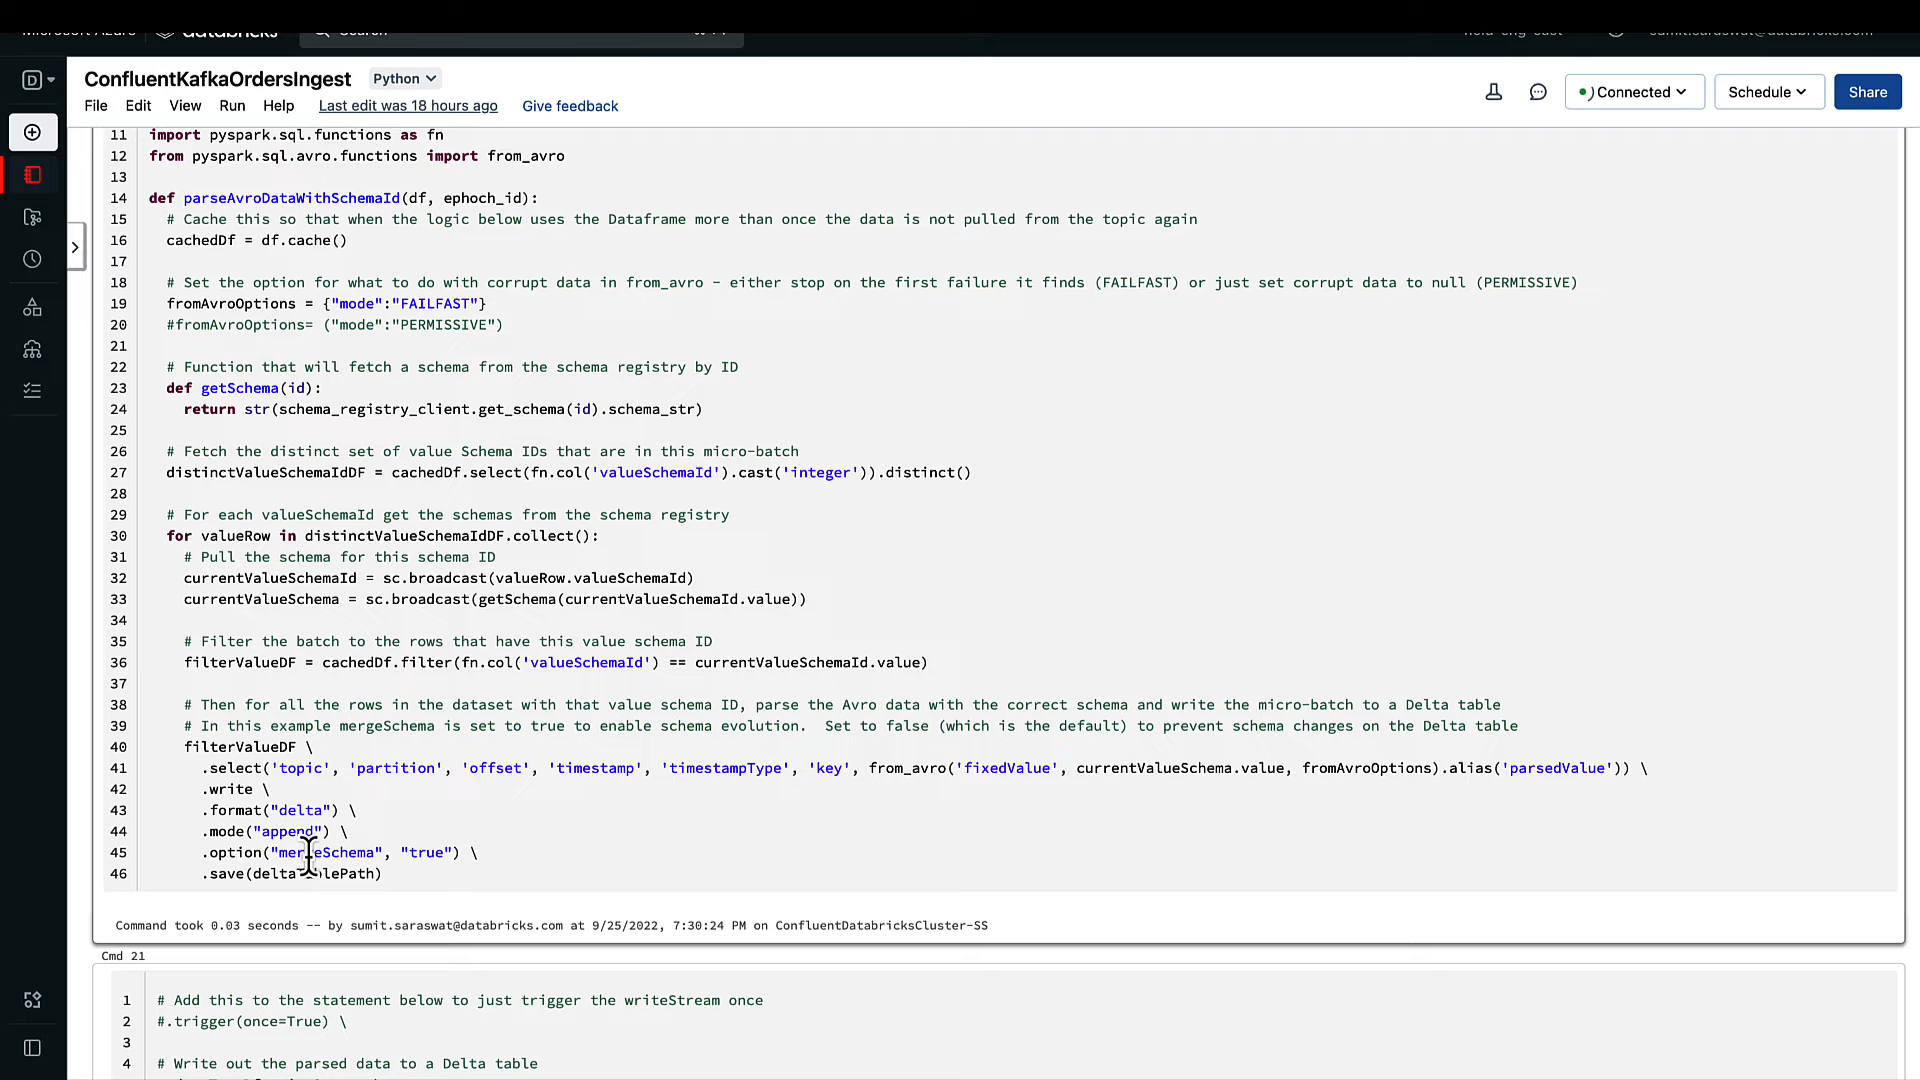 Microsoft Azure databricks Search
sumit.saraswat@databricks.com
D
ConfluentKafkaOrdersIngest Python
File Edit View Run Help Last edit was 18 hours ago Give feedback
Connected Schedule Share
11 import pyspark.sql.functions as fn
12 from pyspark.sql.avro.functions import from_avro
13
14 def parseAvroDataWithSchemaId(df, ephoch_id):
15 # Cache this so that when the logic below uses the Dataframe more than once the data is not pulled from the topic again
16 cachedDf = df.cache()
17
18 # Set the option for what to do with corrupt data in from_avro - either stop on the first failure it finds (FAILFAST) or just set corrupt data to null (PERMISSIVE)
19 fromAvroOptions = {"mode":"FAILFAST"}
20 #fromAvroOptions= ("mode":"PERMISSIVE")
21
22 # Function that will fetch a schema from the schema registry by ID
23 def getSchema(id):
24 return str(schema_registry_client.get_schema(id).schema_str)
25
26 # Fetch the distinct set of value Schema IDs that are in this micro-batch
27 distinctValueSchemaIdDF = cachedDf.select(fn.col('valueSchemaId').cast('integer')).distinct()
28
29 # For each valueSchemaId get the schemas from the schema registry
30 for valueRow in distinctValueSchemaIdDF.collect():
31 # Pull the schema for this schema ID
32 currentValueSchemaId = sc.broadcast(valueRow.valueSchemaId)
33 currentValueSchema = sc.broadcast(getSchema(currentValueSchemaId.value))
34
35 # Filter the batch to the rows that have this value schema ID
36 filterValueDF = cachedDf.filter(fn.col('valueSchemaId') == currentValueSchemaId.value)
37
38 # Then for all the rows in the dataset with that value schema ID, parse the Avro data with the correct schema and write the micro-batch to a Delta table
39 # In this example mergeSchema is set to true to enable schema evolution. Set to false (which is the default) to prevent schema changes on the Delta table
40 filterValueDF \
41 .select('topic', 'partition', 'offset', 'timestamp', 'timestampType', 'key', from_avro('fixedValue', currentValueSchema.value, fromAvroOptions).alias('parsedValue')) \
42 .write \
43 .format("delta") \
44 .mode("append") \
45 .option("mergeSchema", "true") \
46 .save(deltaTablePath)
Command took 0.03 seconds -- by sumit.saraswat@databricks.com at 9/25/2022, 7:30:24 PM on ConfluentDatabricksCluster-SS
Cmd 21
1 # Add this to the statement below to just trigger the writeStream once
2 #.trigger(once=True) \
3
4 # Write out the parsed data to a Delta table